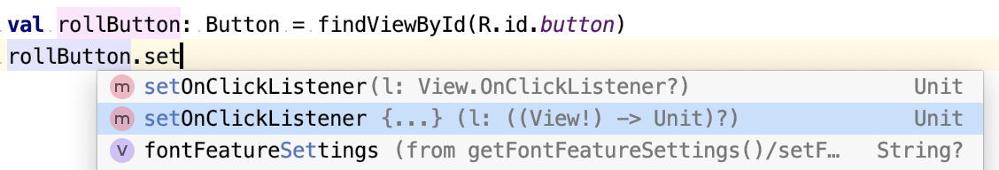 val rollButton: Button = findViewById(R.id.button)
rollButton.set
m setOnClickListener(l: View.OnClickListener?) Unit
m setOnClickListener {...} (l: ((View!) -> Unit)?) Unit
v fontFeatureSettings (from getFontFeatureSettings()/setF… String?